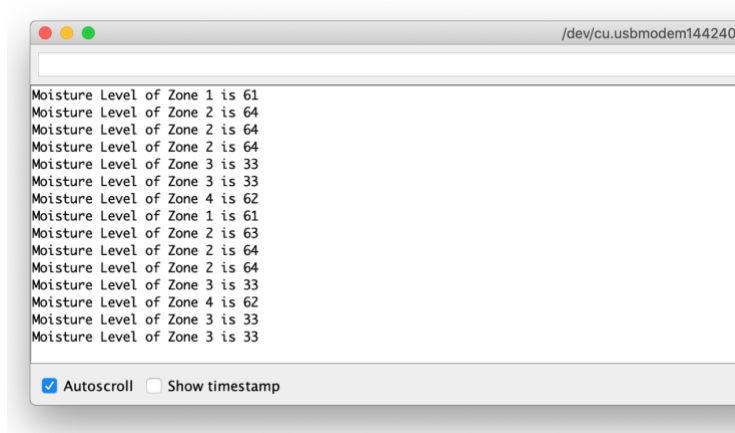 /dev/cu.usbmodem144240
Moisture Level of Zone 1 is 61
Moisture Level of Zone 2 is 64
Moisture Level of Zone 2 is 64
Moisture Level of Zone 2 is 64
Moisture Level of Zone 3 is 33
Moisture Level of Zone 3 is 33
Moisture Level of Zone 4 is 62
Moisture Level of Zone 1 is 61
Moisture Level of Zone 2 is 63
Moisture Level of Zone 2 is 64
Moisture Level of Zone 2 is 64
Moisture Level of Zone 3 is 33
Moisture Level of Zone 4 is 62
Moisture Level of Zone 3 is 33
Moisture Level of Zone 3 is 33
Autoscroll Show timestamp